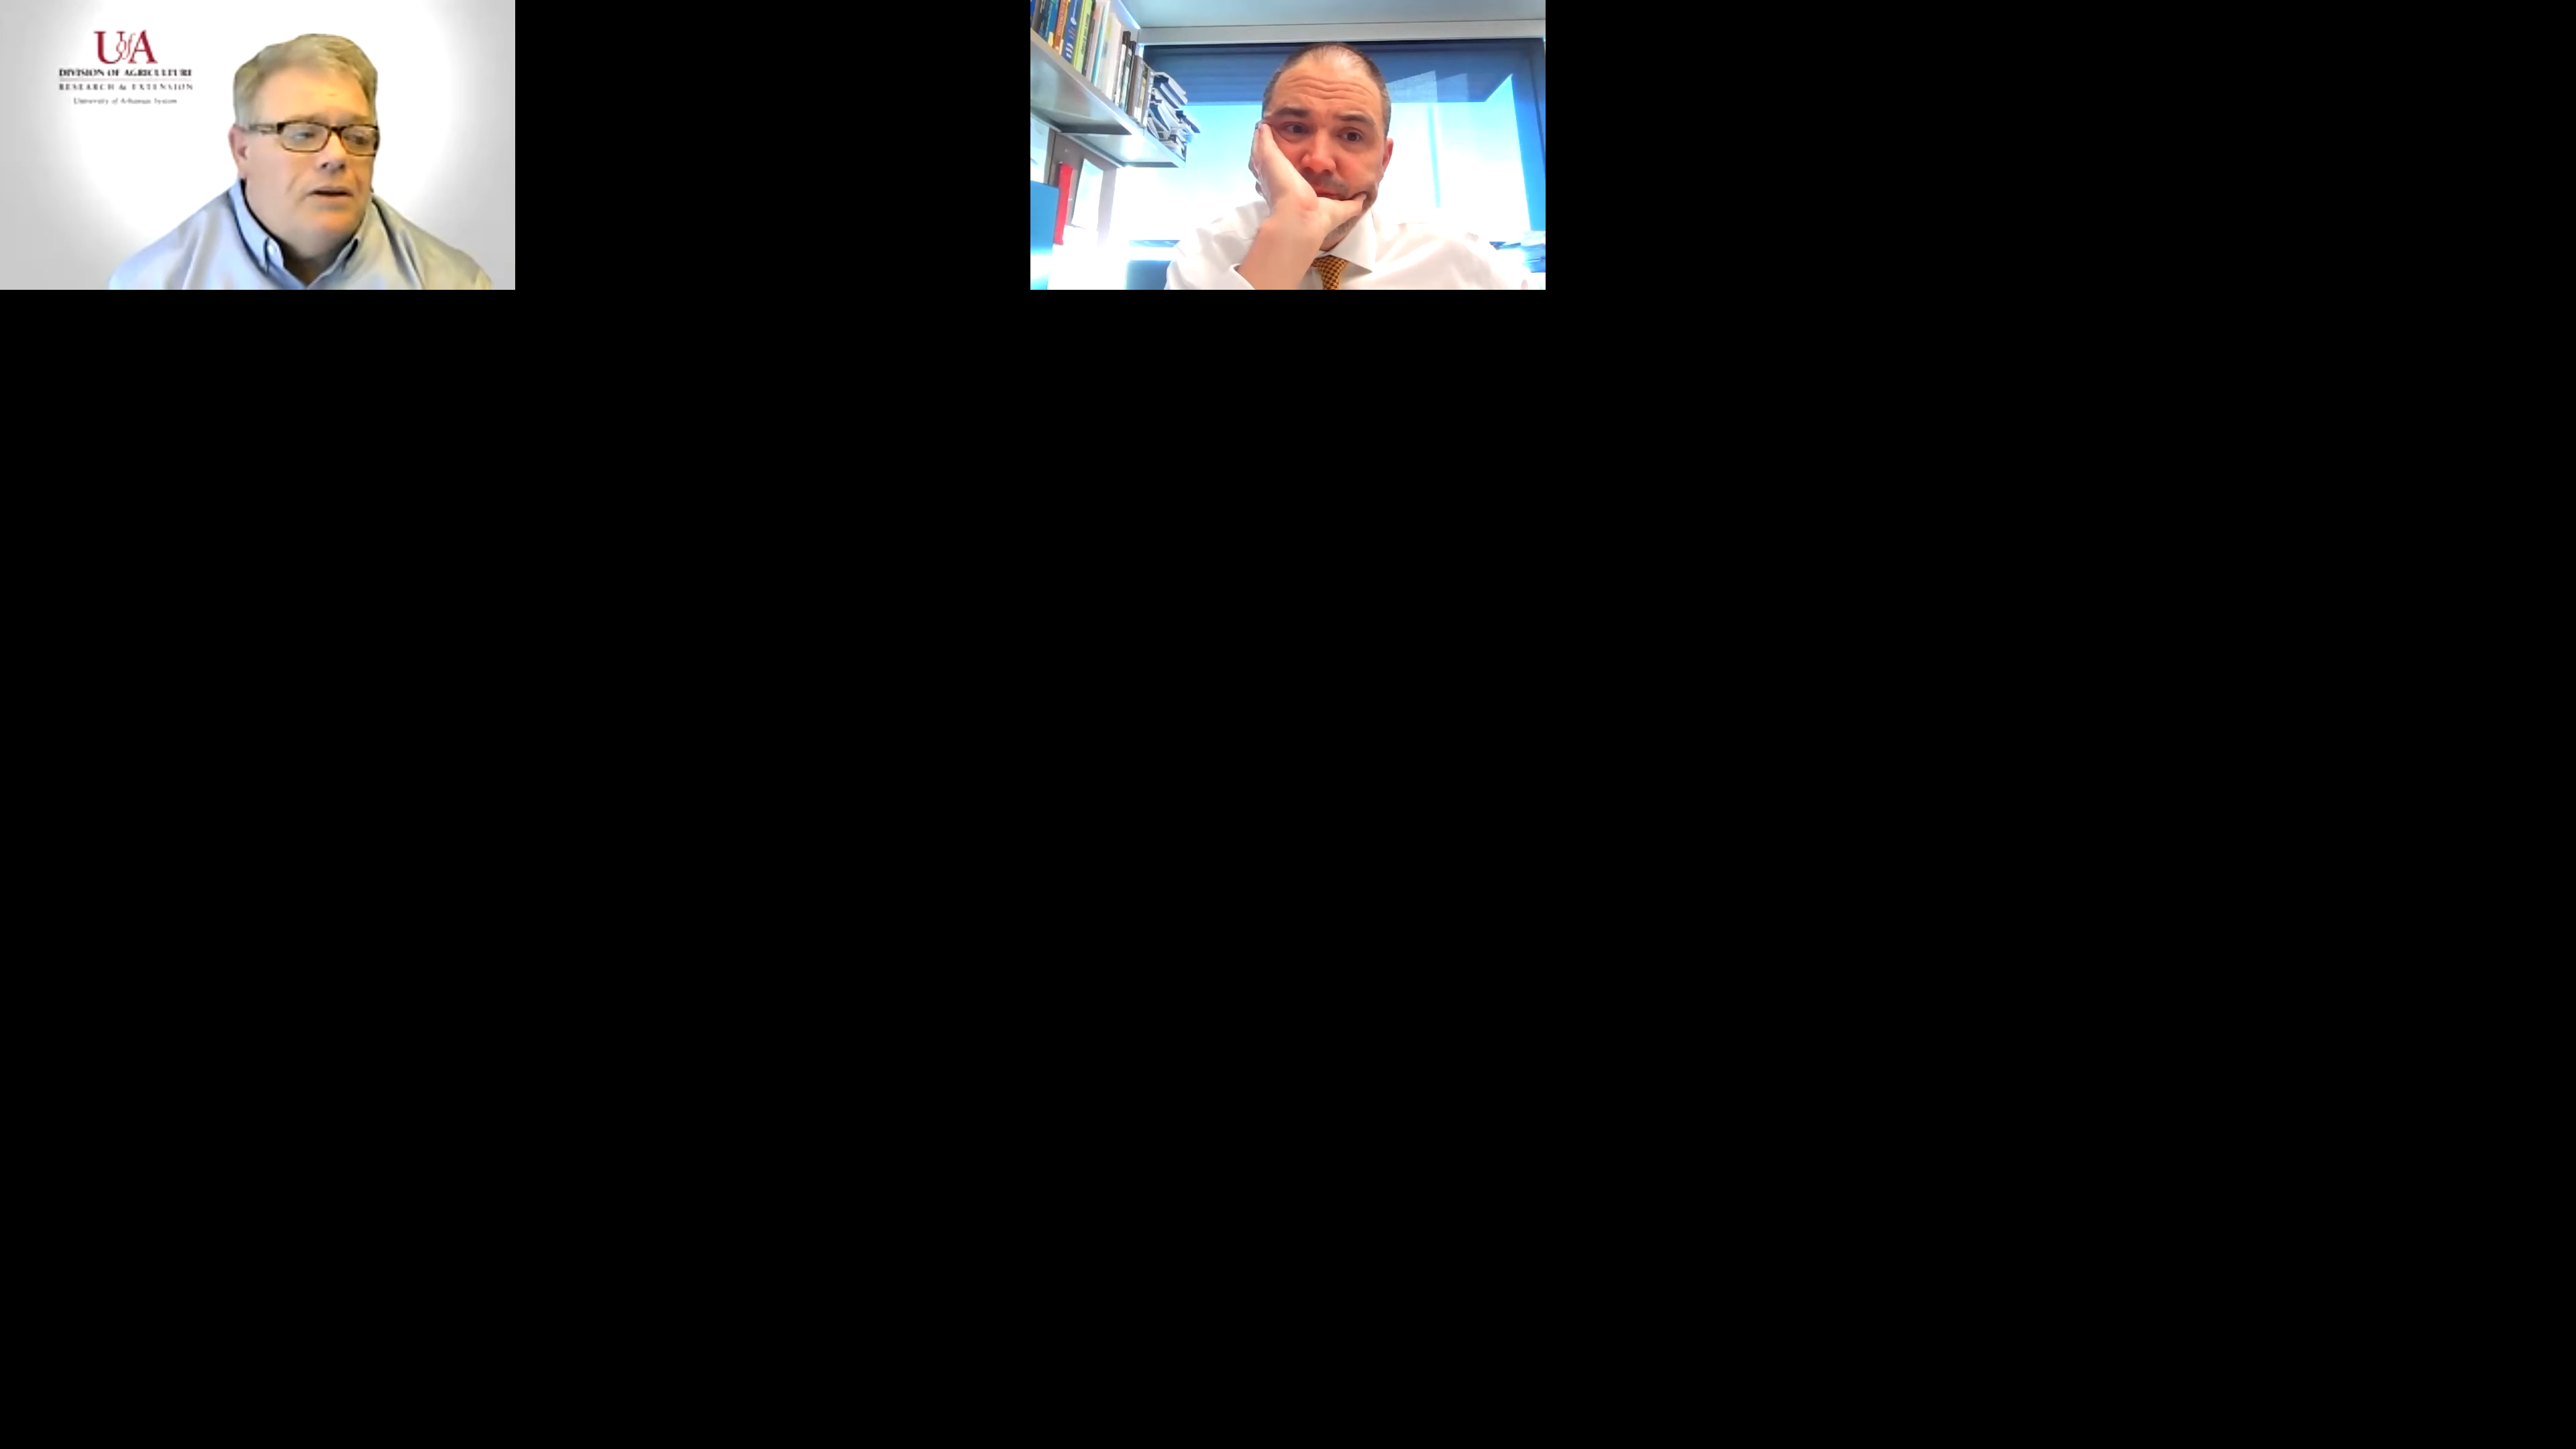 UofA
DIVISION OF AGRICULTURE
RESEARCH & EXTENSION
University of Arkansas System